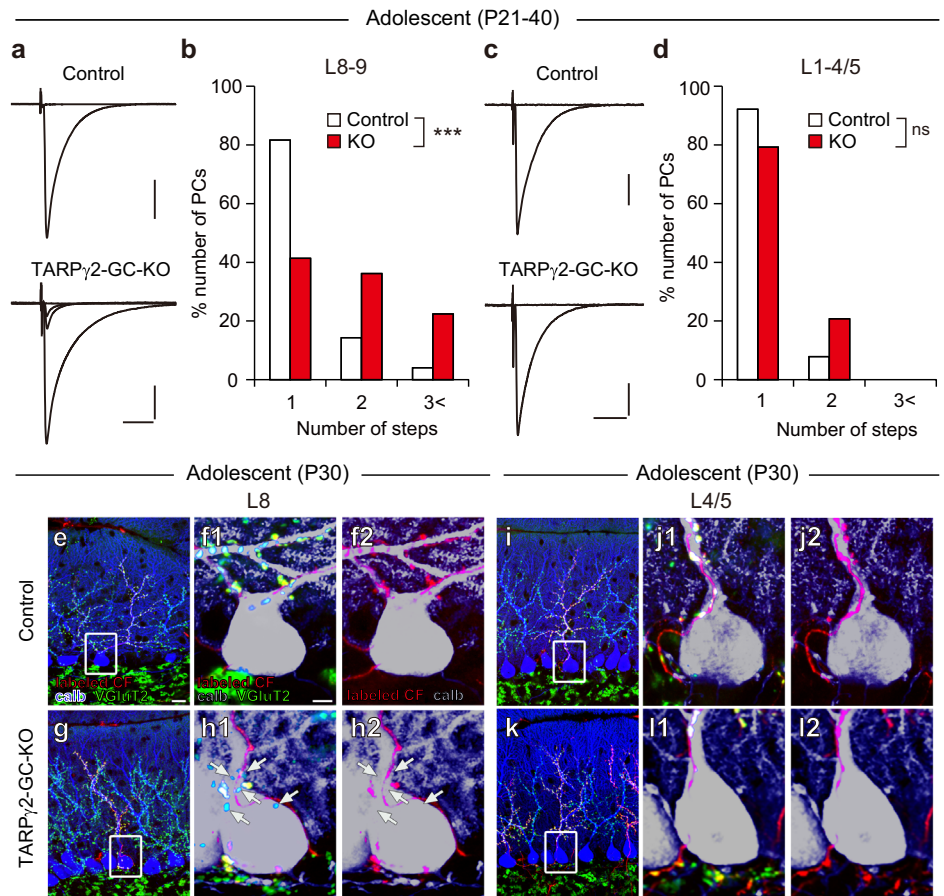 Adolescent (P21-40)
a
Control
TARPγ2-GC-KO
b
L8-9
% number of PCs
100
80
60
40
20
0
Control
KO
***
1 2 3<
Number of steps
c
Control
TARPγ2-GC-KO
d
L1-4/5
% number of PCs
100
80
60
40
20
0
Control
KO
ns
1 2 3<
Number of steps
Adolescent (P30)
L8
Adolescent (P30)
L4/5
Control
e
labeled CF
calb VGluT2
f1
labeled CF
calb VGluT2
f2
labeled CF calb
i
j1
j2
TARPγ2-GC-KO
g
h1
h2
k
l1
l2